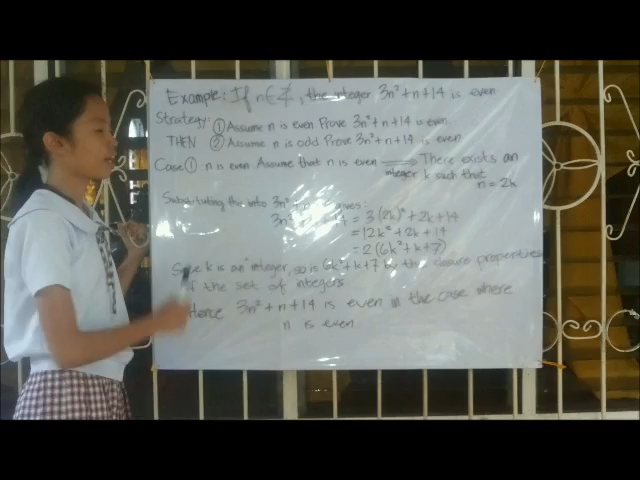 Example: If n∈Z, the integer 3n²+n+14 is even
Strategy: ① Assume n is even. Prove 3n²+n+14 is even.
THEN ② Assume n is odd Prove 3n²+n+14 is even
Case ① n is even. Assume that n is even ⟹ There exists an
integer k such that
n = 2k
Substituting this into 3n² gives:
3n² = 3(2k)² + 2k + 14
= 12k² + 2k + 14
= 2(6k² + k + 7)
k is an integer, so is 6k² + k + 7 by the closure properties
of the set of integers
Hence 3n² + n + 14 is even in the case where
n is even